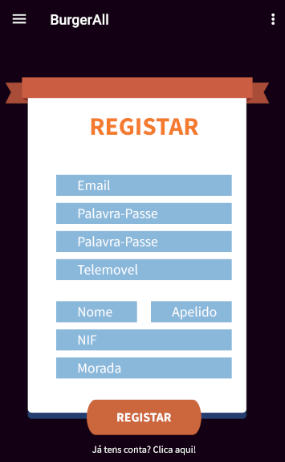 BurgerAll
REGISTAR
Email
Palavra-Passe
Palavra-Passe
Telemovel
Nome Apelido
NIF
Morada
REGISTAR
Já tens conta? Clica aqui!